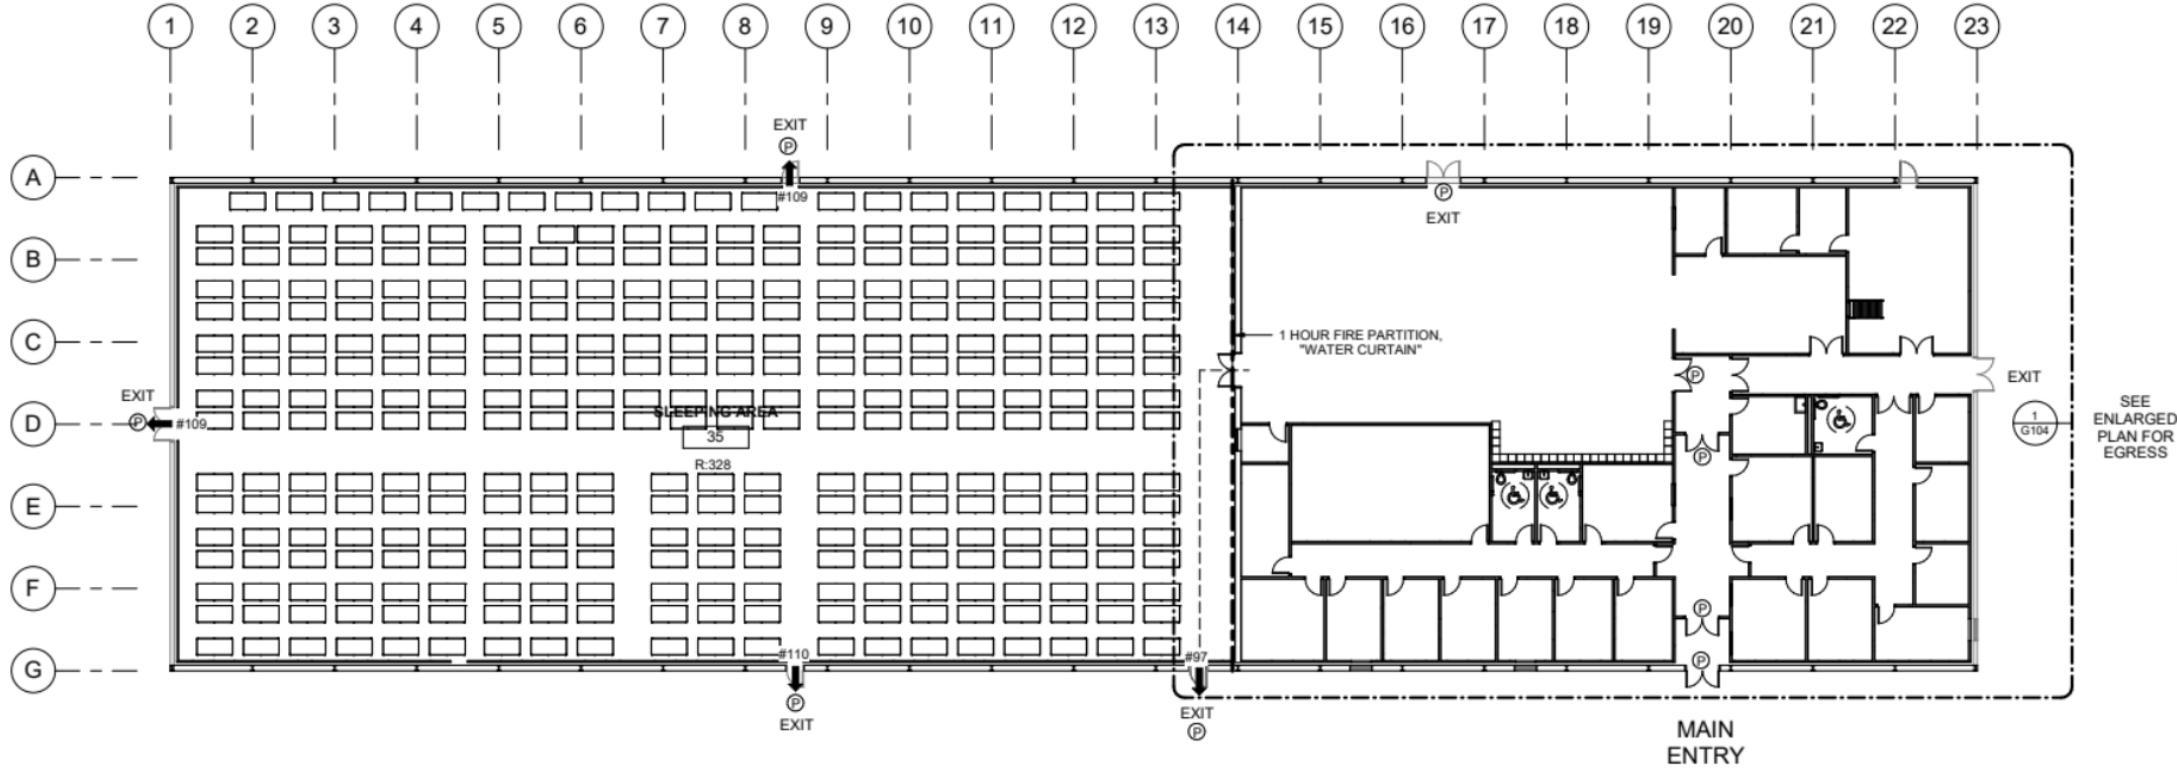 1 2 3 4 5 6 7 8 9 10 11 12 13 14 15 16 17 18 19 20 21 22 23
EXIT
P
A
#109
P
EXIT
B
1 HOUR FIRE PARTITION,
"WATER CURTAIN"
C
P
EXIT
EXIT
P
#109
D
SLEEPING AREA
35
R:328
1
G104
SEE
ENLARGED
PLAN FOR
EGRESS
P
E
F
P
#110
#97
G
P
P
EXIT
EXIT
P
MAIN
ENTRY